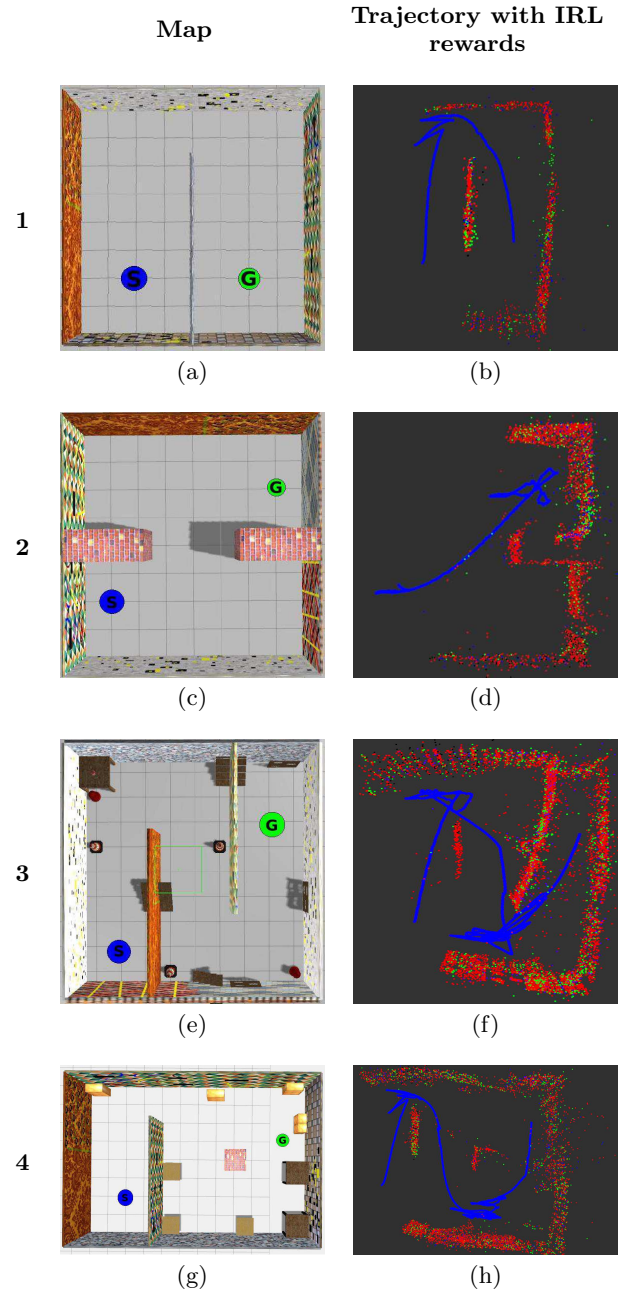 Map
Trajectory with IRL
rewards
1
S
G
(a)
(b)
2
G
S
(c)
(d)
3
G
S
(e)
(f)
4
G
S
(g)
(h)